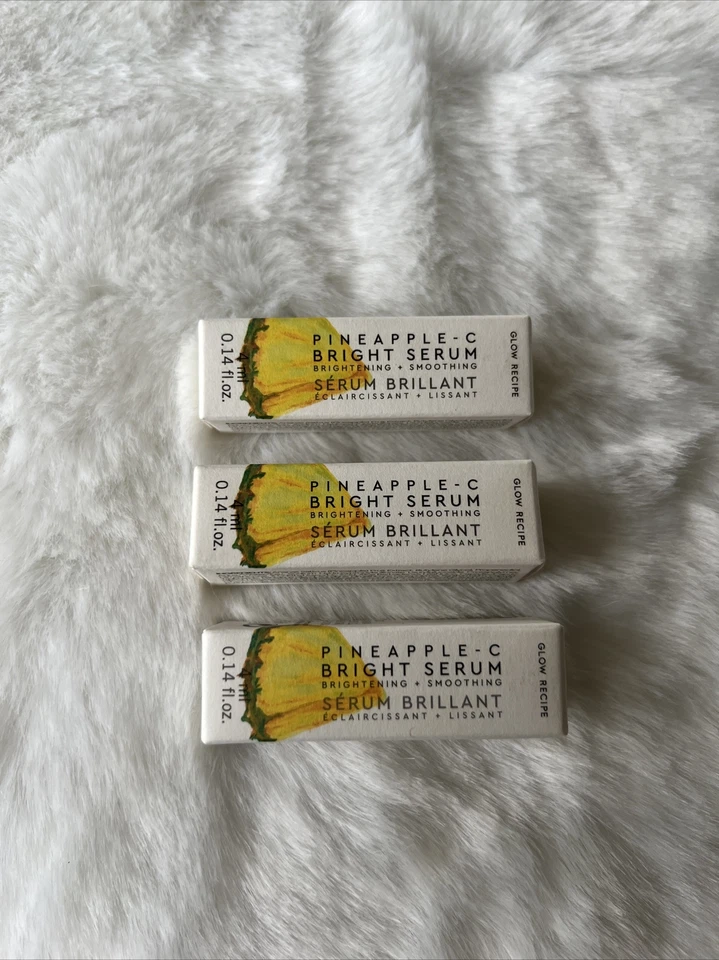 PINEAPPLE-C
BRIGHT SERUM
BRIGHTENING + SMOOTHING
SÉRUM BRILLANT
ÉCLAIRCISSANT + LISSANT
4 ml
0.14 fl.oz.
GLOW RECIPE
PINEAPPLE-C
BRIGHT SERUM
BRIGHTENING + SMOOTHING
SÉRUM BRILLANT
ÉCLAIRCISSANT + LISSANT
4 ml
0.14 fl.oz.
GLOW RECIPE
PINEAPPLE-C
BRIGHT SERUM
BRIGHTENING + SMOOTHING
SÉRUM BRILLANT
ÉCLAIRCISSANT + LISSANT
4 ml
0.14 fl.oz.
GLOW RECIPE